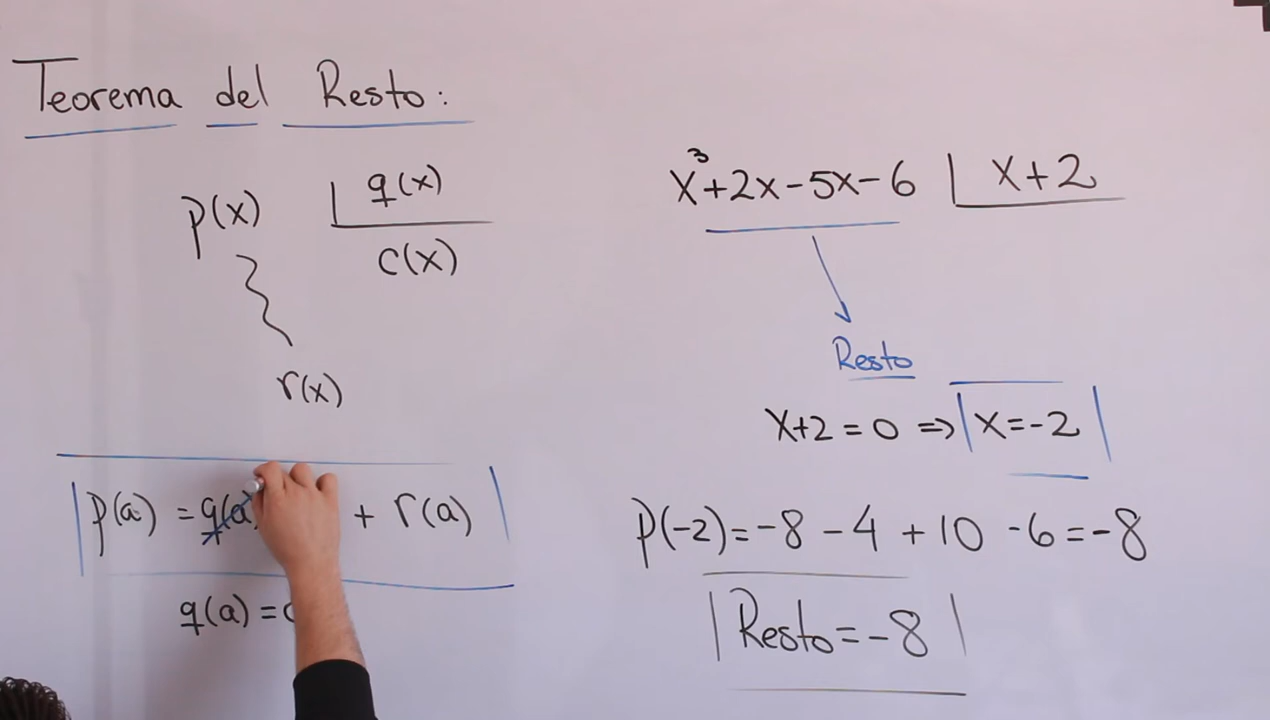 Teorema del Resto:
p(x) q(x)
c(x)
r(x)
p(a) = q(a) + r(a)
q(a) =
x³+2x-5x-6 x+2
Resto
x+2=0 => x=-2
p(-2)=-8-4+10-6=-8
Resto=-8